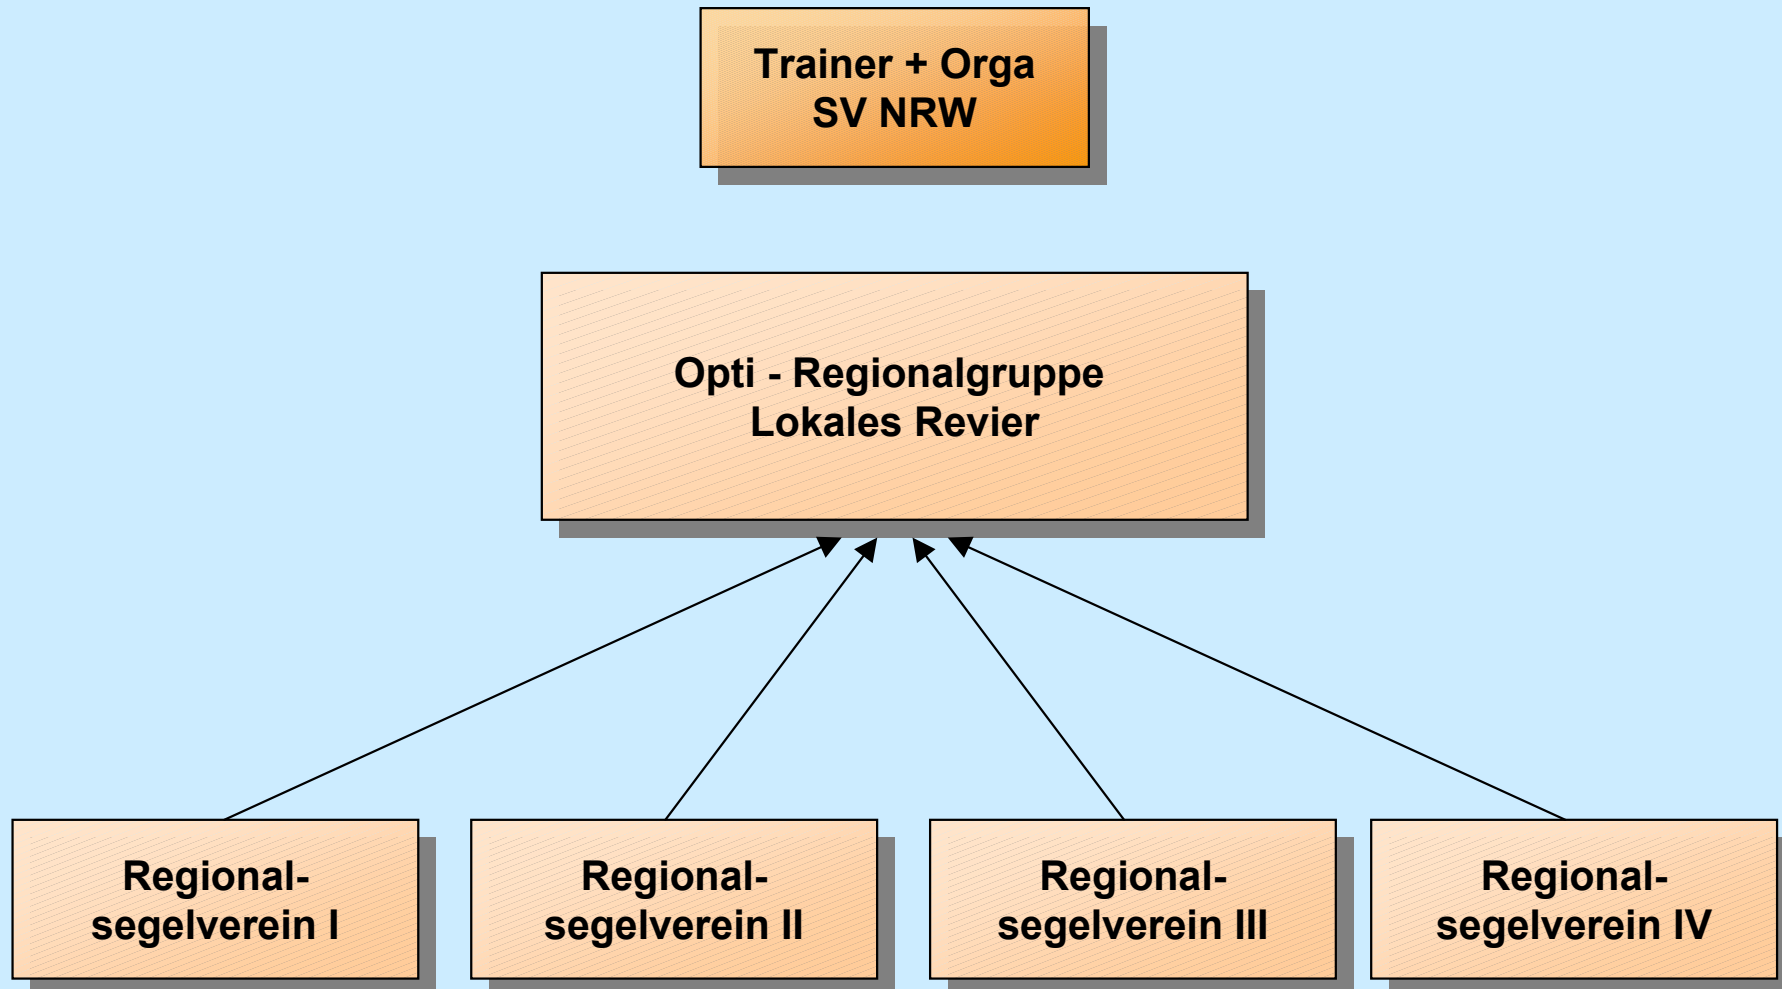 Trainer + Orga
SV NRW
Opti - Regionalgruppe
Lokales Revier
Regional-
segelverein I
Regional-
segelverein II
Regional-
segelverein III
Regional-
segelverein IV